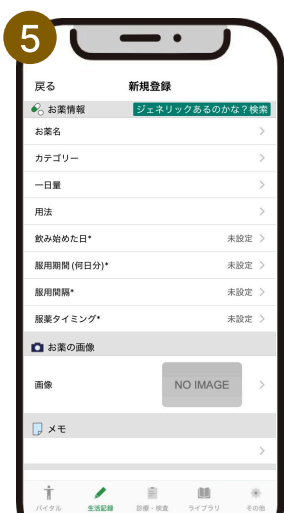 5
戻る 新規登録
お薬情報 ジェネリックあるのかな？検索
お薬名
カテゴリー
一日量
用法
飲み始めた日* 未設定
服用期間(何日分)* 未設定
服用間隔* 未設定
服薬タイミング* 未設定
お薬の画像
画像 NO IMAGE
メモ
バイタル 生活記録 診療・検査 ライブラリ その他